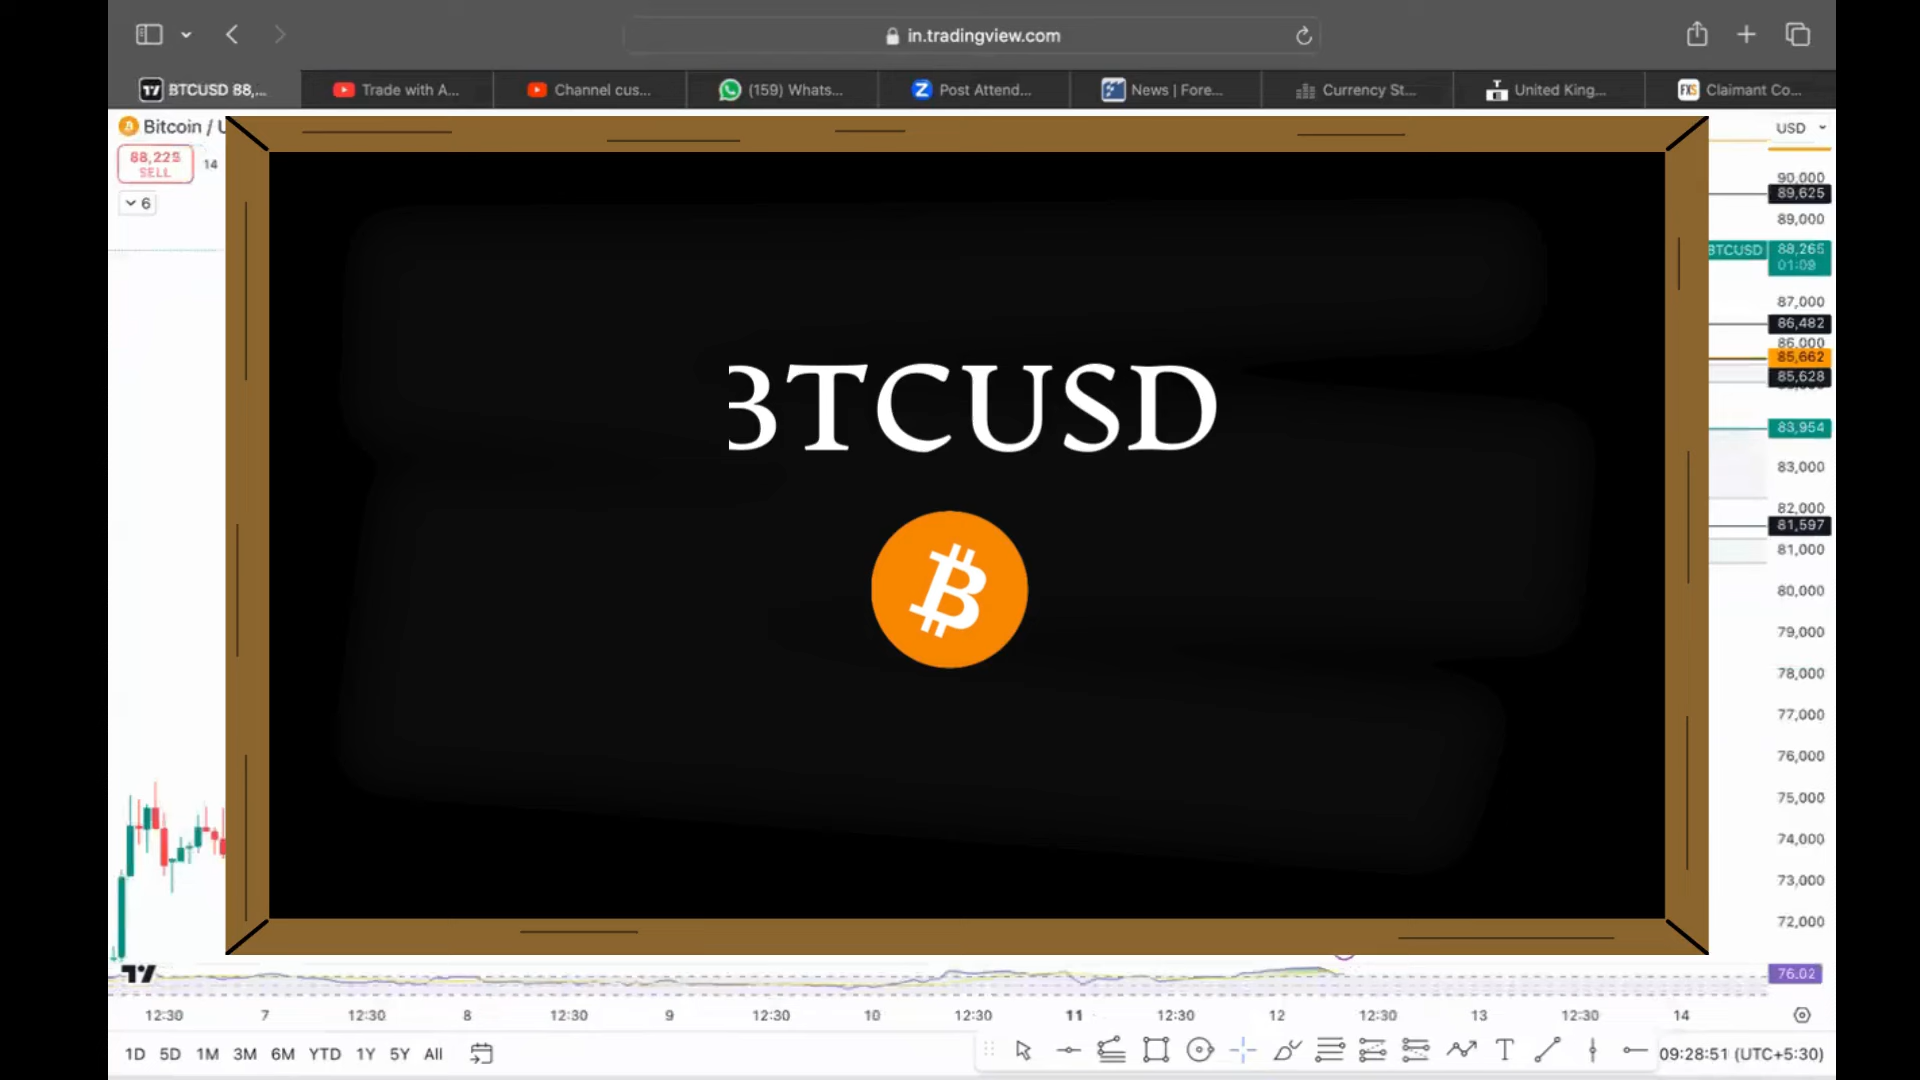 in.tradingview.com
BTCUSD 88,...
Trade with A...
Channel cus...
(159) Whats...
Post Attend...
News | Fore...
Currency St...
United King...
Claimant Co...
Bitcoin / U
USD
88,225
SELL
14
6
90,000
89,625
89,000
BTCUSD 88,265
01:09
87,000
86,482
86,000
85,662
85,628
83,954
83,000
82,000
81,597
81,000
80,000
79,000
78,000
77,000
76,000
75,000
74,000
73,000
72,000
BTCUSD
76.02
12:30 7 12:30 8 12:30 9 12:30 10 12:30 11 12:30 12 12:30 13 12:30 14
1D 5D 1M 3M 6M YTD 1Y 5Y All
09:28:51 (UTC+5:30)